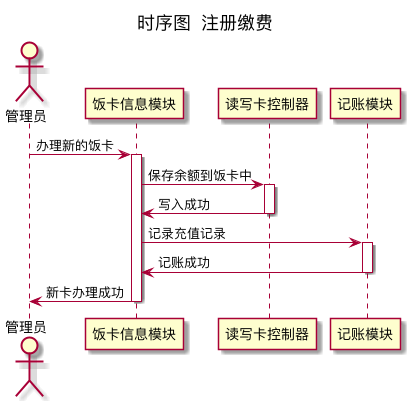 时序图 注册缴费
管理员
饭卡信息模块
读写卡控制器
记账模块
办理新的饭卡
保存余额到饭卡中
写入成功
记录充值记录
记账成功
新卡办理成功
管理员
饭卡信息模块
读写卡控制器
记账模块